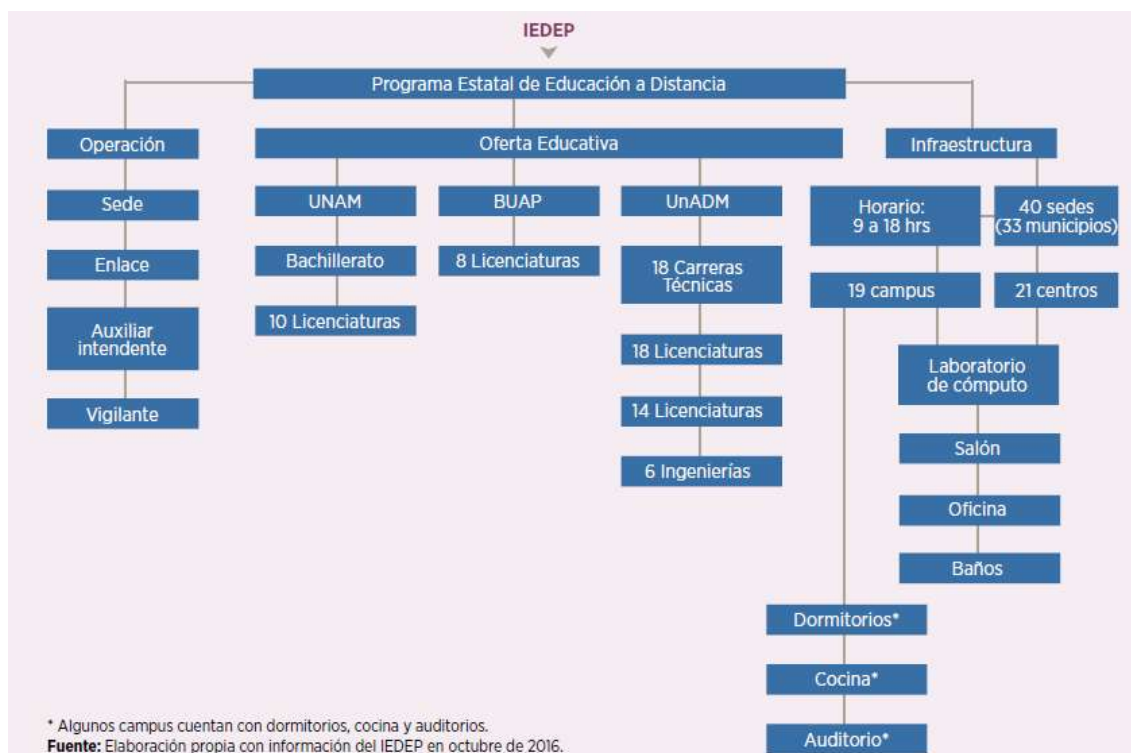 IEDEP
Programa Estatal de Educación a Distancia
Operación
Sede
Enlace
Auxiliar
intendente
Vigilante
Oferta Educativa
UNAM
Bachillerato
10 Licenciaturas
BUAP
8 Licenciaturas
UnADM
18 Carreras
Técnicas
18 Licenciaturas
14 Licenciaturas
6 Ingenierías
Infraestructura
Horario:
9 a 18 hrs
40 sedes
(33 municipios)
19 campus
21 centros
Laboratorio
de cómputo
Salón
Oficina
Baños
Dormitorios*
Cocina*
Auditorio*
* Algunos campus cuentan con dormitorios, cocina y auditorios.
Fuente: Elaboración propia con información del IEDEP en octubre de 2016.